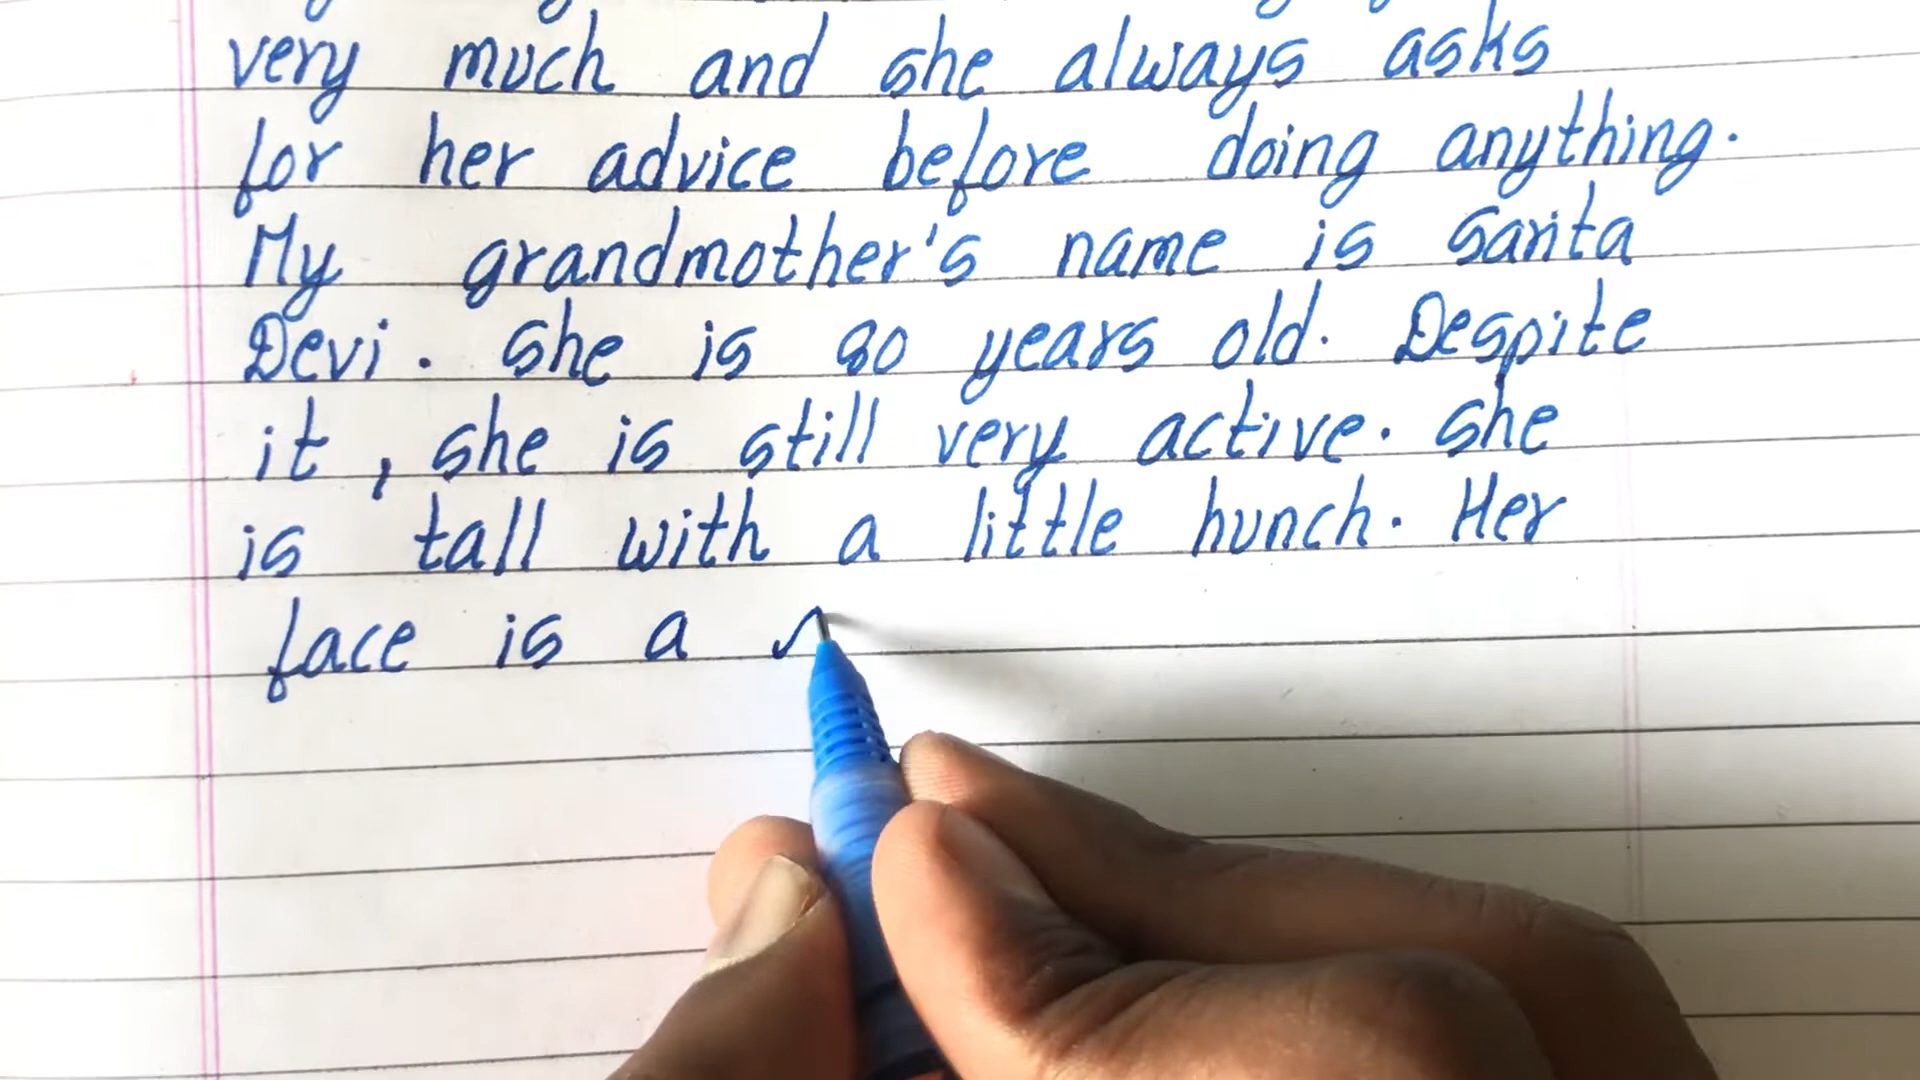 very much and she always asks
for her advice before doing anything.
My grandmother's name is Sarita
Devi. She is 80 years old. Despite
it, she is still very active. She
is tall with a little hunch. Her
face is a